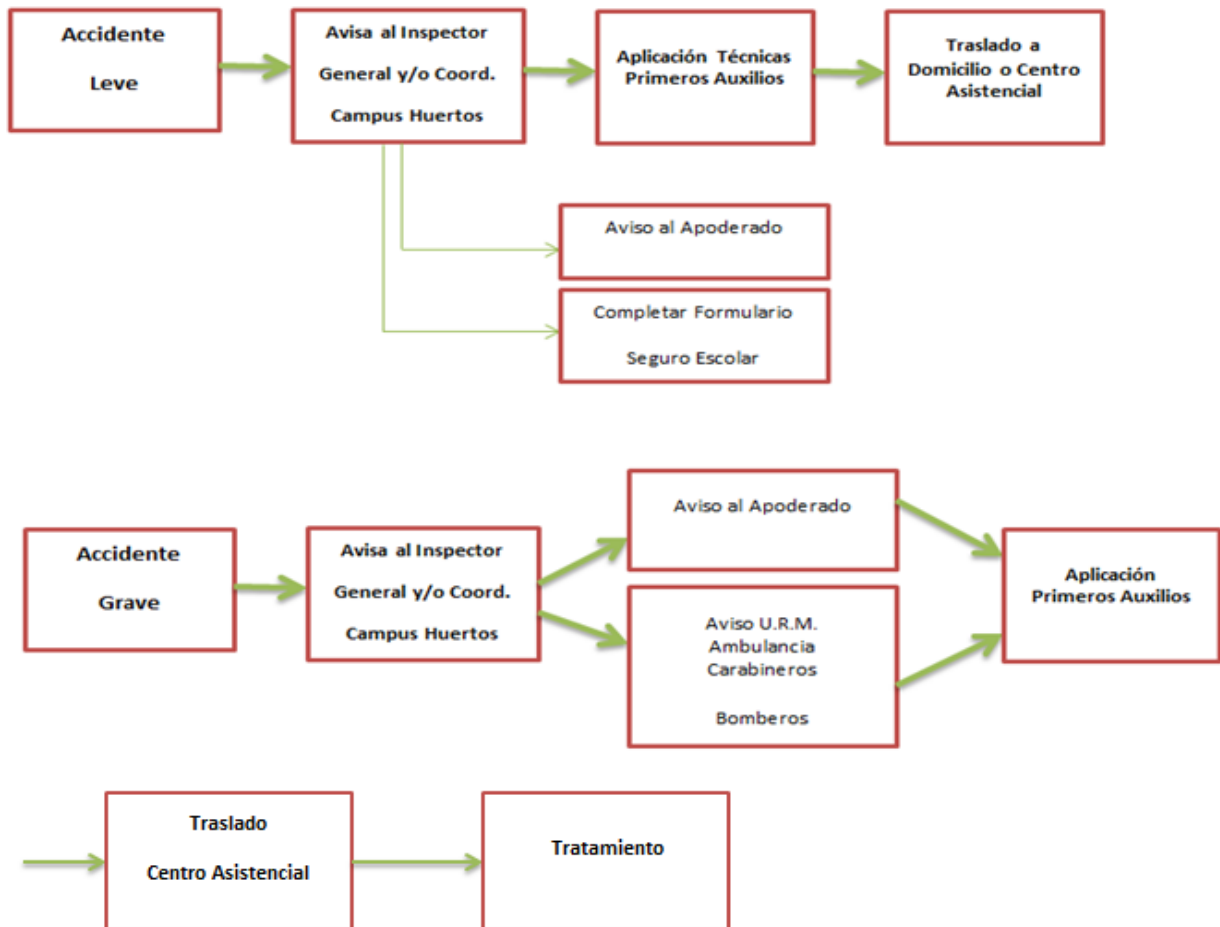 Accidente
Leve
Avisa al Inspector
General y/o Coord.
Campus Huertos
Aplicación Técnicas
Primeros Auxilios
Traslado a
Domicilio o Centro
Asistencial
Aviso al Apoderado
Completar Formulario
Seguro Escolar
Accidente
Grave
Avisa al Inspector
General y/o Coord.
Campus Huertos
Aviso al Apoderado
Aviso U.R.M.
Ambulancia
Carabineros
Bomberos
Aplicación
Primeros Auxilios
Traslado
Centro Asistencial
Tratamiento